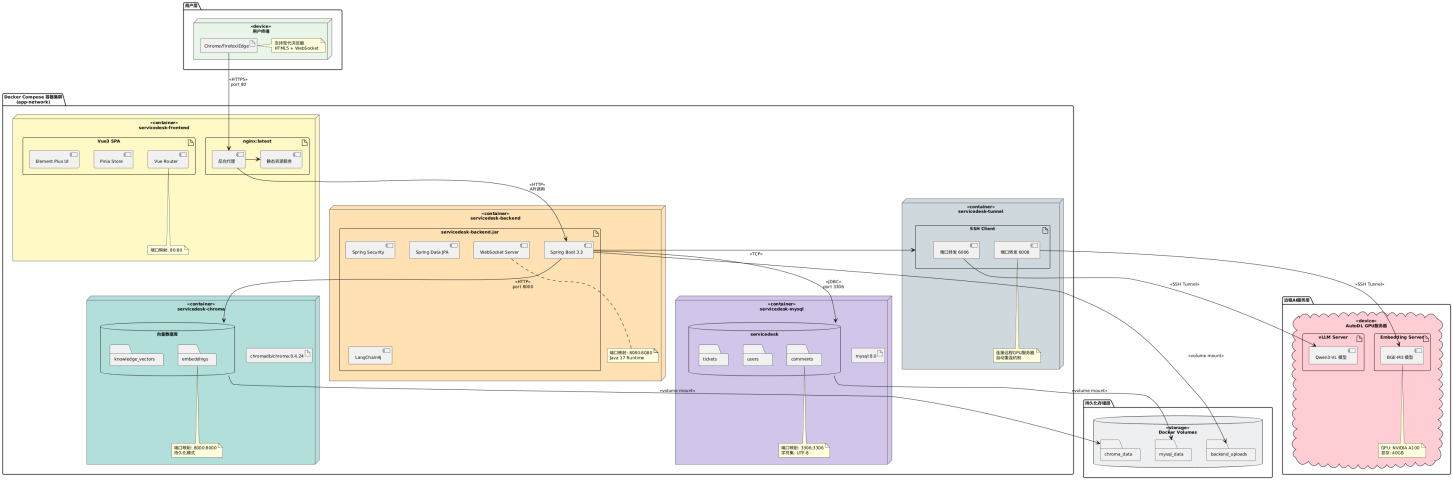 用户层
«device»
用户终端
Chrome/Firefox/Edge
支持现代浏览器
HTML5 + WebSocket
«HTTPS»
port 80
Docker Compose 容器集群
(app-network)
«container»
servicedesk-frontend
Vue3 SPA
Element Plus UI
Pinia Store
Vue Router
nginx:latest
反向代理
静态资源服务
端口映射: 80:80
«HTTP»
API调用
«container»
servicedesk-backend
servicedesk-backend.jar
Spring Security
Spring Data JPA
WebSocket Server
Spring Boot 3.3
LangChain4j
端口映射: 8080:8080
Java 17 Runtime
«HTTP»
port 8000
«TCP»
«JDBC»
port 3306
«container»
servicedesk-tunnel
SSH Client
端口转发 6006
端口转发 6008
连接远程GPU服务器
自动重连机制
«SSH Tunnel»
«SSH Tunnel»
«container»
servicedesk-chroma
向量数据库
knowledge_vectors
embeddings
chromadb/chroma:0.4.24
端口映射: 8000:8000
持久化模式
«container»
servicedesk-mysql
servicedesk
tickets
users
comments
mysql:8.0
端口映射: 3306:3306
字符集: UTF-8
«volume mount»
«volume mount»
«volume mount»
持久化存储层
«storage»
Docker Volumes
chroma_data
mysql_data
backend_uploads
远程AI服务层
«device»
AutoDL GPU服务器
vLLM Server
Qwen3-VL 模型
Embedding Server
BGE-M3 模型
GPU: NVIDIA A100
显存: 40GB